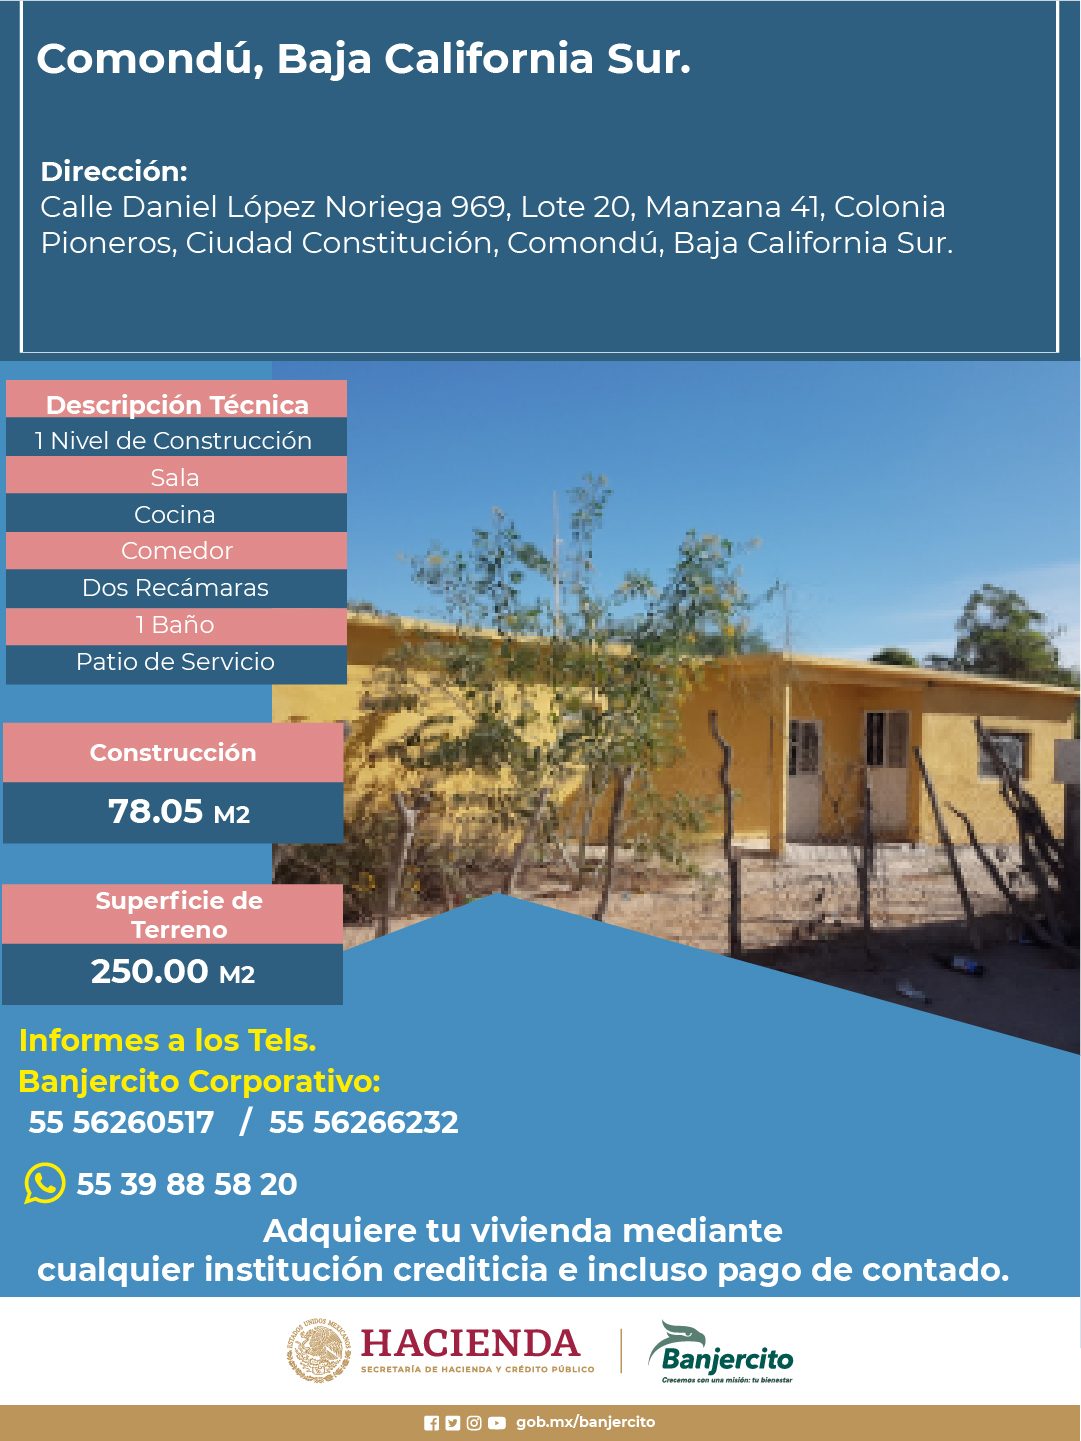 Comondú, Baja California Sur.
Dirección:
Calle Daniel López Noriega 969, Lote 20, Manzana 41, Colonia
Pioneros, Ciudad Constitución, Comondú, Baja California Sur.
Descripción Técnica
1 Nivel de Construcción
Sala
Cocina
Comedor
Dos Recámaras
1 Baño
Patio de Servicio
Construcción
78.05 M2
Superficie de
Terreno
250.00 M2
Informes a los Tels.
Banjercito Corporativo:
55 56260517 / 55 56266232
55 39 88 58 20
Adquiere tu vivienda mediante
cualquier institución crediticia e incluso pago de contado.
ESTADOS UNIDOS MEXICANOS
HACIENDA
SECRETARÍA DE HACIENDA Y CRÉDITO PÚBLICO
Banjercito
Crecemos con una misión: tu bienestar
gob.mx/banjercito